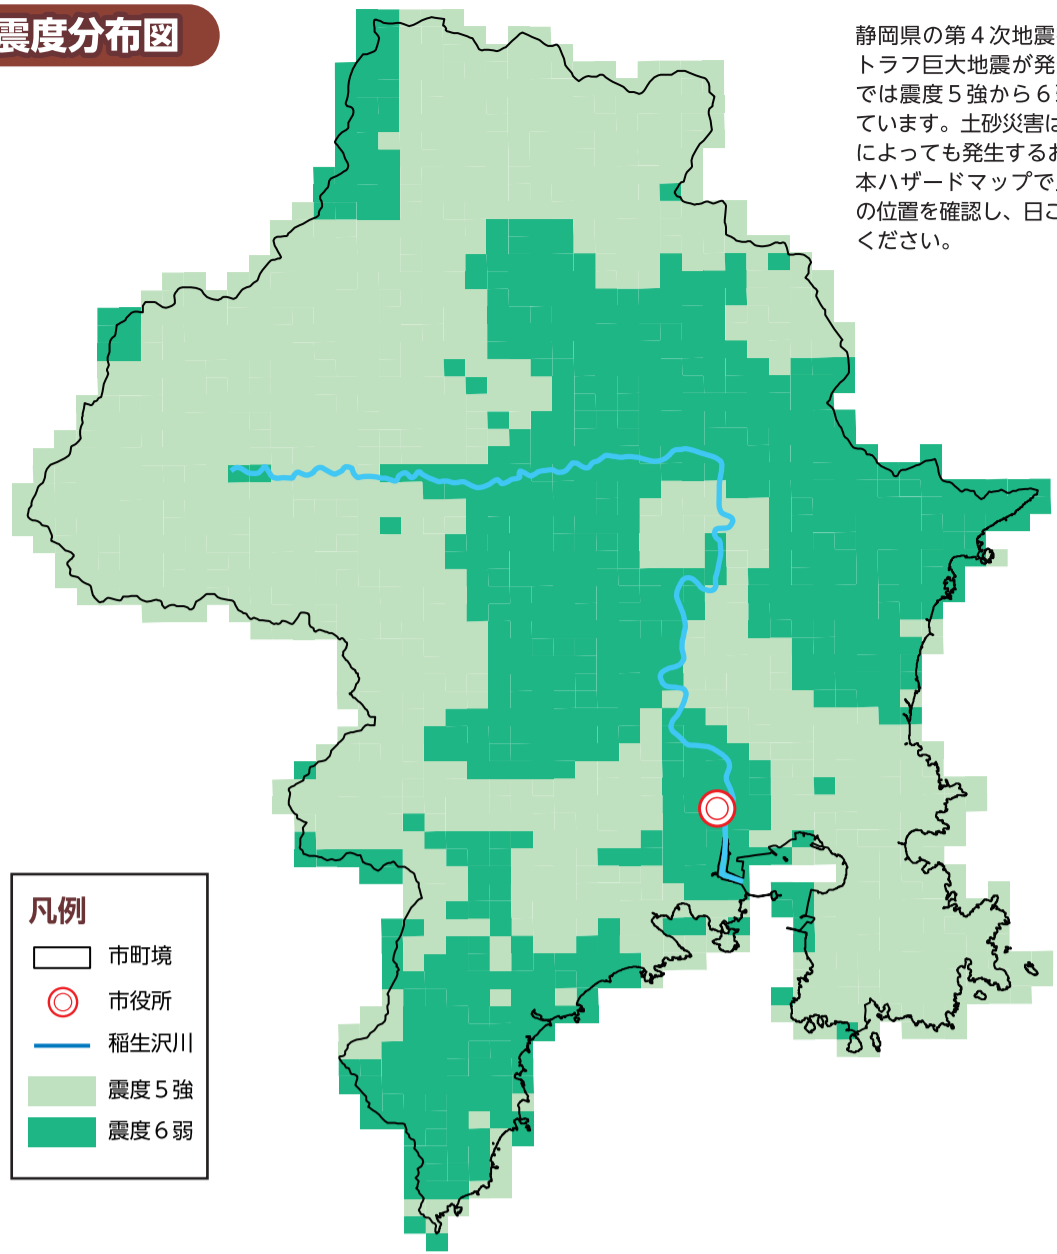 震度分布図
静岡県の第４次地震
トラフ巨大地震が発
では震度５強から６
ています。土砂災害は
によっても発生するお
本ハザードマップで
の位置を確認し、日ご
ください。
凡例
市町境
市役所
稲生沢川
震度５強
震度６弱